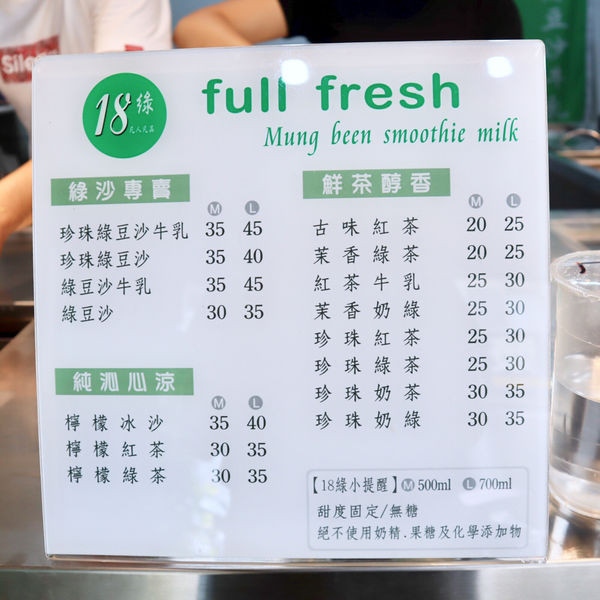 18綠
full fresh
Mung been smoothie milk
綠沙專賣
M L
珍珠綠豆沙牛乳 35 45
珍珠綠豆沙 35 40
綠豆沙牛乳 35 45
綠豆沙 30 35
純沁心涼
M L
檸檬冰沙 35 40
檸檬紅茶 30 35
檸檬綠茶 30 35
鮮茶醇香
M L
古味紅茶 20 25
茉香綠茶 20 25
紅茶牛乳 25 30
茉香奶綠 25 30
珍珠紅茶 25 30
珍珠綠茶 25 30
珍珠奶茶 30 35
珍珠奶綠 30 35
【18綠小提醒】M 500ml L 700ml
甜度固定/無糖
絕不使用奶精.果糖及化學添加物
豆沙牛乳